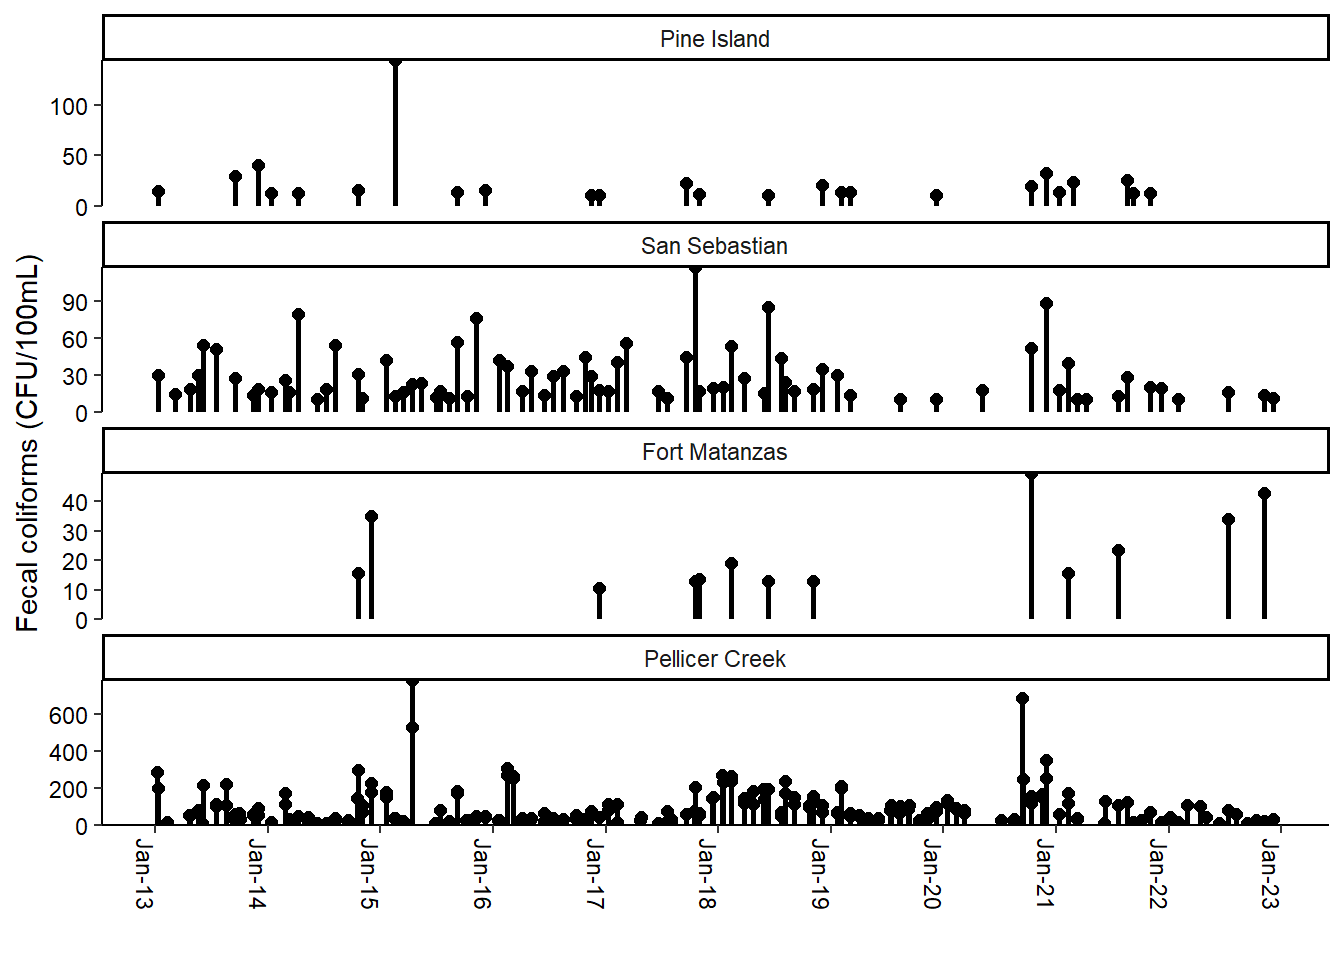 Pine Island
100
50
0
San Sebastian
90
60
30
0
Fort Matanzas
40
30
20
10
0
Pellicer Creek
600
400
200
0
Fecal coliforms (CFU/100mL)
Jan-13
Jan-14
Jan-15
Jan-16
Jan-17
Jan-18
Jan-19
Jan-20
Jan-21
Jan-22
Jan-23